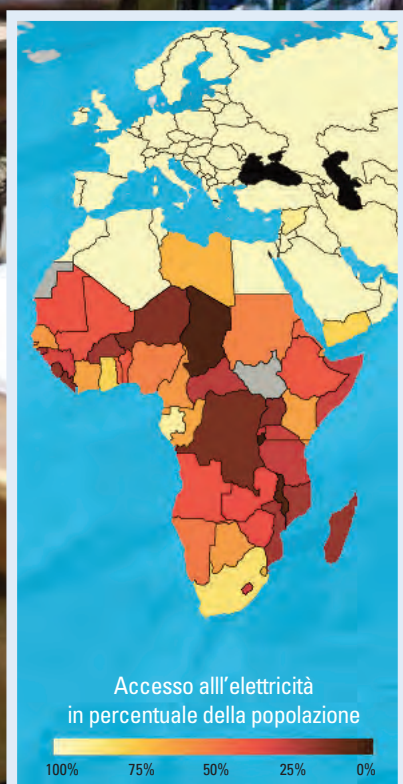 Accesso alll'elettricità
in percentuale della popolazione
100% 75% 50% 25% 0%